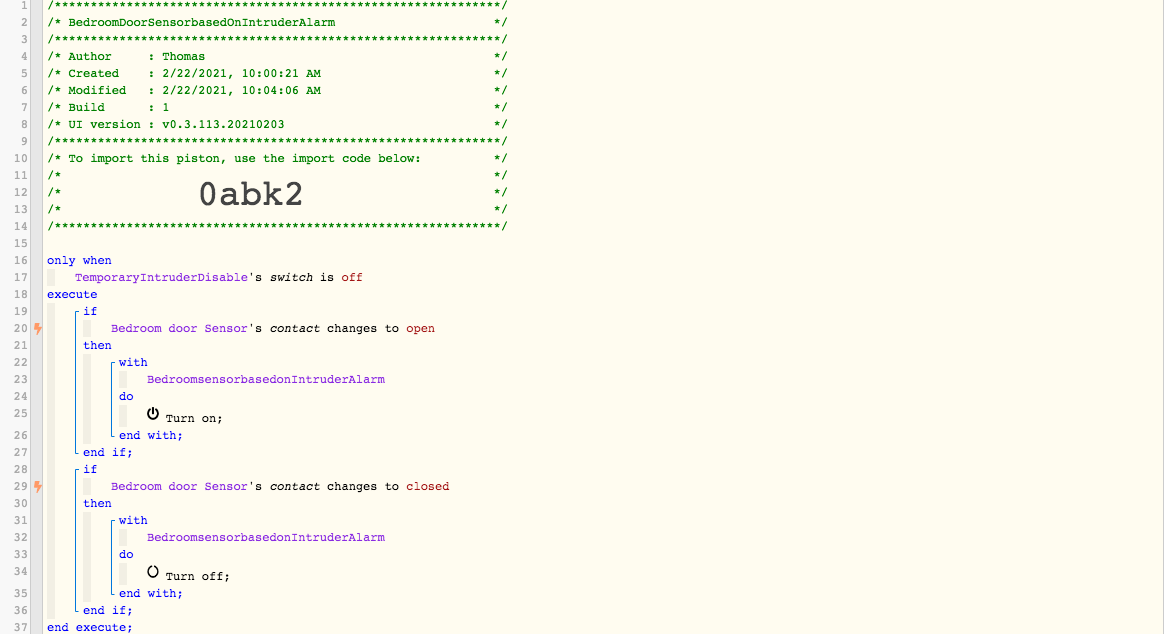 1 /**************************************************************/
2 /* BedroomDoorSensorbasedOnIntruderAlarm */
3 /**************************************************************/
4 /* Author : Thomas */
5 /* Created : 2/22/2021, 10:00:21 AM */
6 /* Modified : 2/22/2021, 10:04:06 AM */
7 /* Build : 1 */
8 /* UI version : v0.3.113.20210203 */
9 /**************************************************************/
10 /* To import this piston, use the import code below: */
11 /* */
12 /* 0abk2 */
13 /* */
14 /**************************************************************/
15
16 only when
17 TemporaryIntruderDisable's switch is off
18 execute
19 if
20 Bedroom door Sensor's contact changes to open
21 then
22 with
23 BedroomsensorbasedonIntruderAlarm
24 do
25 Turn on;
26 end with;
27 end if;
28 if
29 Bedroom door Sensor's contact changes to closed
30 then
31 with
32 BedroomsensorbasedonIntruderAlarm
33 do
34 Turn off;
35 end with;
36 end if;
37 end execute;